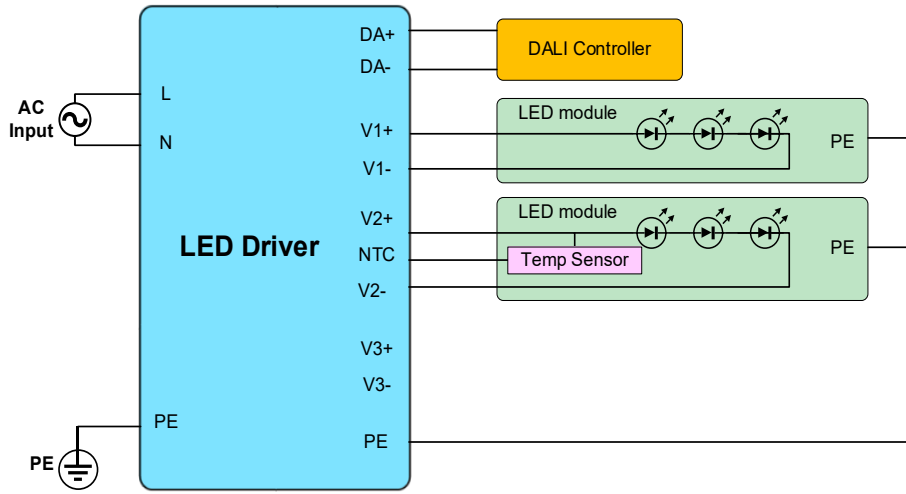 DA+
DALI Controller
DA-
L
AC
Input
N
LED module
V1+
PE
V1-
LED module
V2+
LED Driver
NTC
Temp Sensor
PE
V2-
V3+
V3-
PE
PE
PE